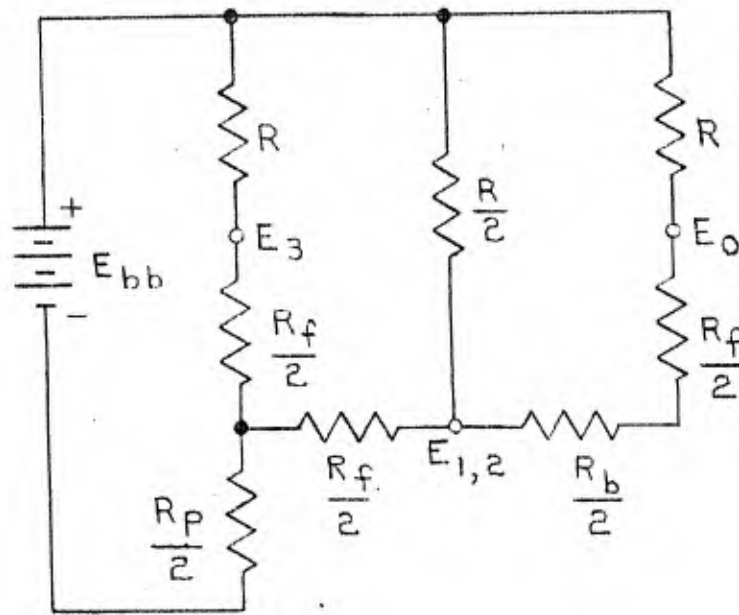 R
R
R/2
+
E3
E0
Ebb
-
Rf/2
Rf/2
E1,2
Rf/2
Rb/2
RP/2